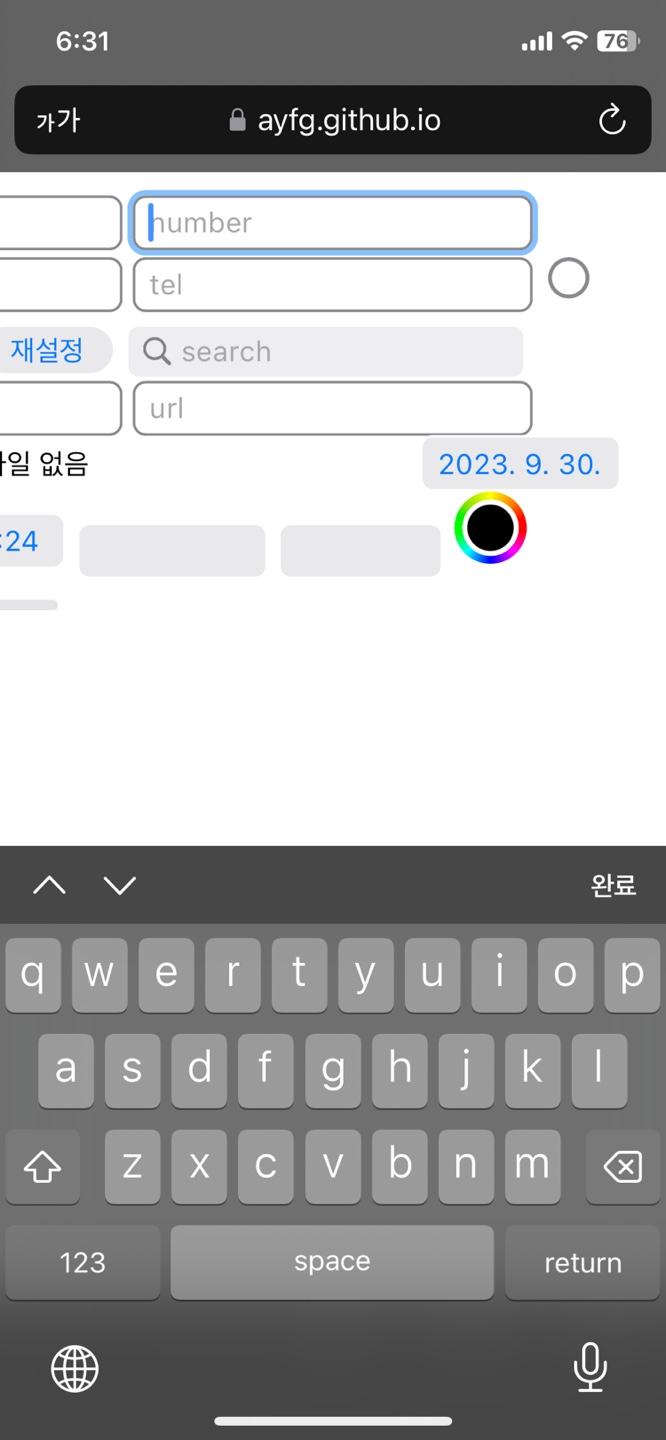 6:31
76
가가 ayfg.github.io
number
tel
재설정 search
url
일 없음 2023. 9. 30.
:24
완료
q w e r t y u i o p
a s d f g h j k l
z x c v b n m
123 space return